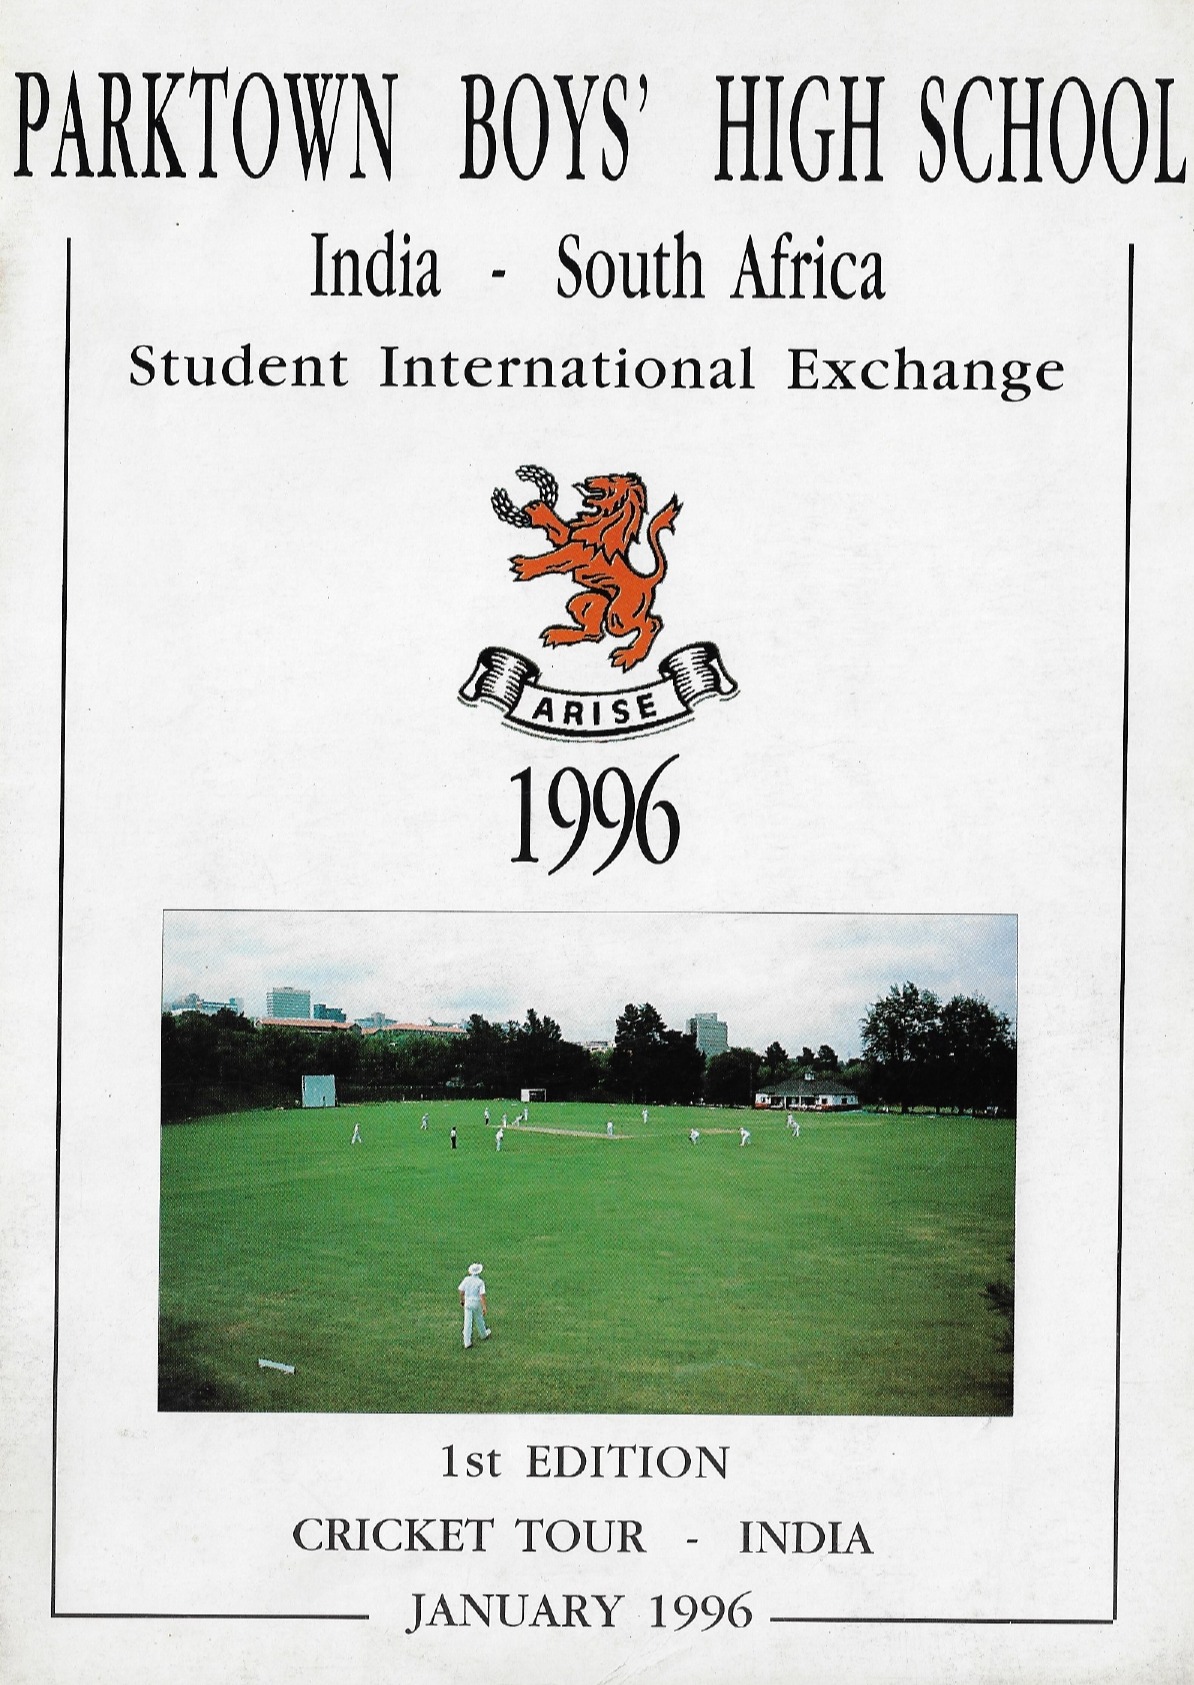 PARKTOWN BOYS' HIGH SCHOOL
India - South Africa
Student International Exchange
ARISE
1996
1st EDITION
CRICKET TOUR - INDIA
JANUARY 1996